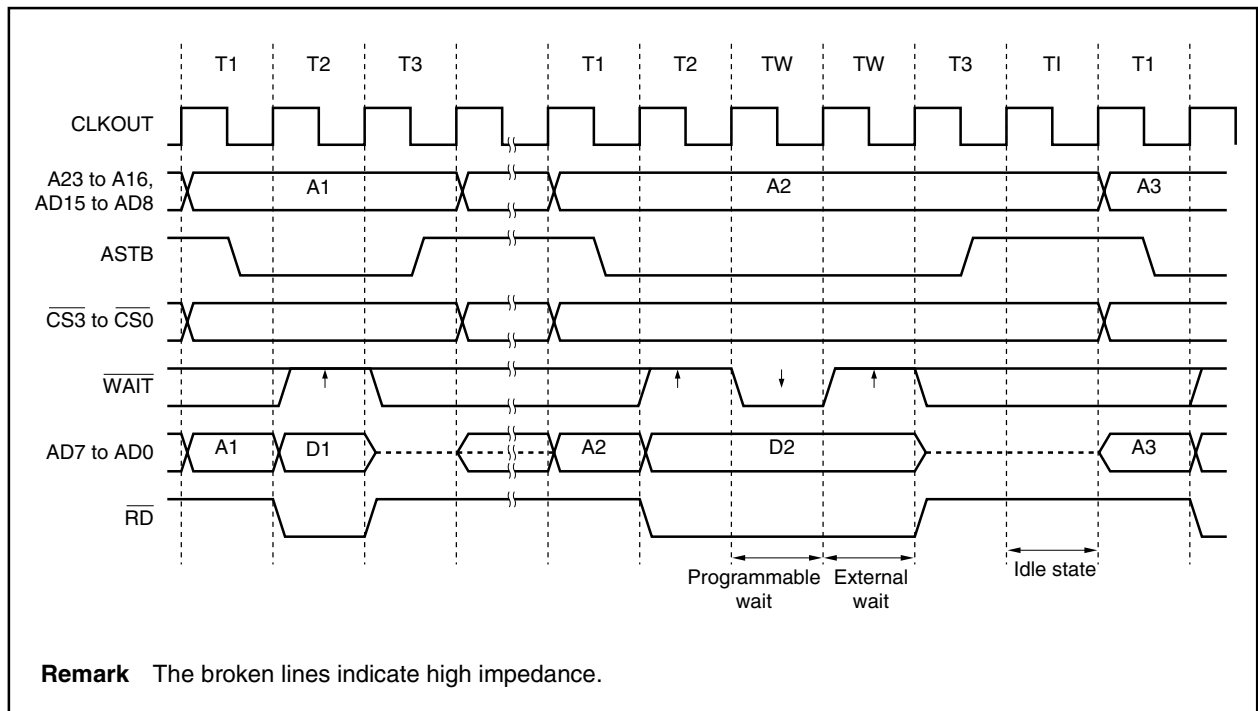 T1 T2 T3 T1 T2 TW TW T3 TI T1
CLKOUT
A23 to A16,
AD15 to AD8
A1 A2 A3
ASTB
CS3 to CS0
WAIT
AD7 to AD0
A1 D1 A2 D2 A3
RD
Programmable
wait
External
wait
Idle state
Remark The broken lines indicate high impedance.